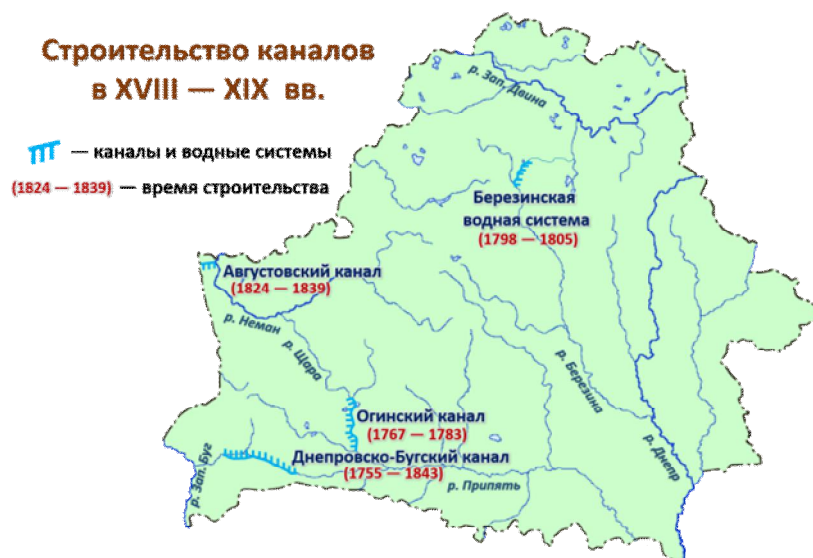 Строительство каналов
в XVIII — XIX вв.
— каналы и водные системы
(1824 — 1839) — время строительства
р. Зап. Двина
Березинская
водная система
(1798 — 1805)
Августовский канал
(1824 — 1839)
р. Неман
р. Щара
р. Березина
Огинский канал
(1767 — 1783)
Днепровско-Бугский канал
(1755 — 1843)
р. Зап. Буг
р. Припять
р. Днепр